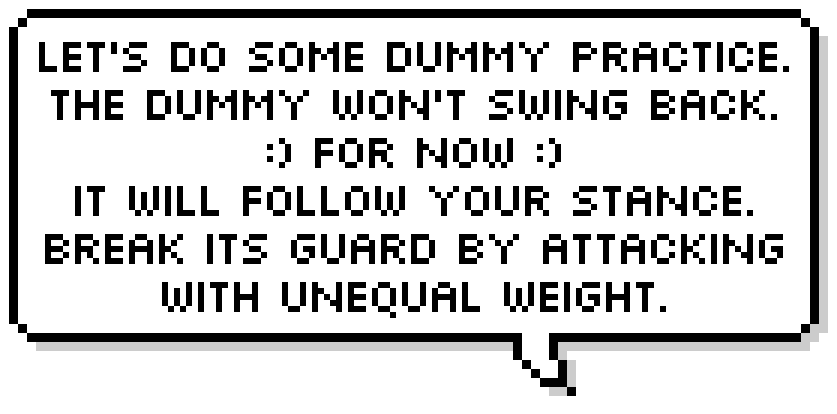 LET'S DO SOME DUMMY PRACTICE.
THE DUMMY WON'T SWING BACK.
:) FOR NOW :)
IT WILL FOLLOW YOUR STANCE.
BREAK ITS GUARD BY ATTACKING
WITH UNEQUAL WEIGHT.